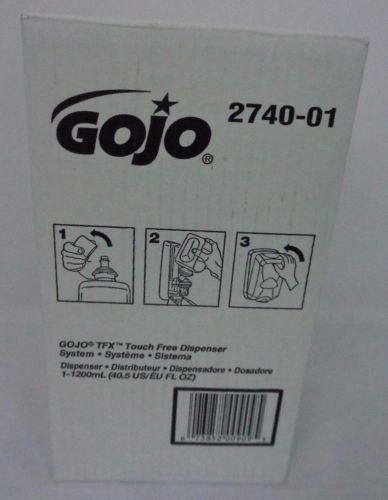 GOJO®
2740-01
1 2 3
GOJO® TFX™ Touch Free Dispenser
System • Système • Sistema
Dispenser • Distributeur • Dispensadore • Dosadore
1-1200mL (40.5 US/EU FL OZ)